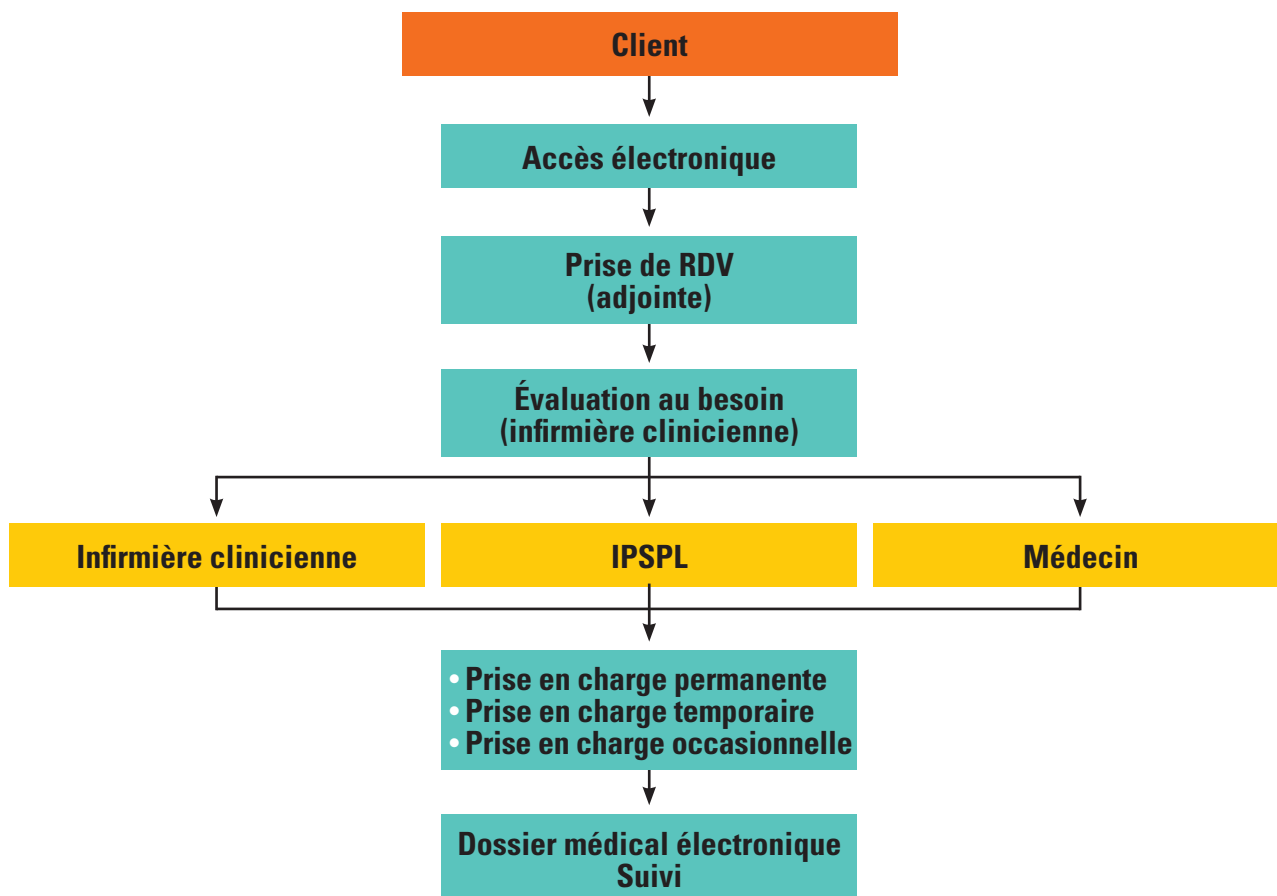 Client
Accès électronique
Prise de RDV
(adjointe)
Évaluation au besoin
(infirmière clinicienne)
Infirmière clinicienne
IPSPL
Médecin
• Prise en charge permanente
• Prise en charge temporaire
• Prise en charge occasionnelle
Dossier médical électronique
Suivi